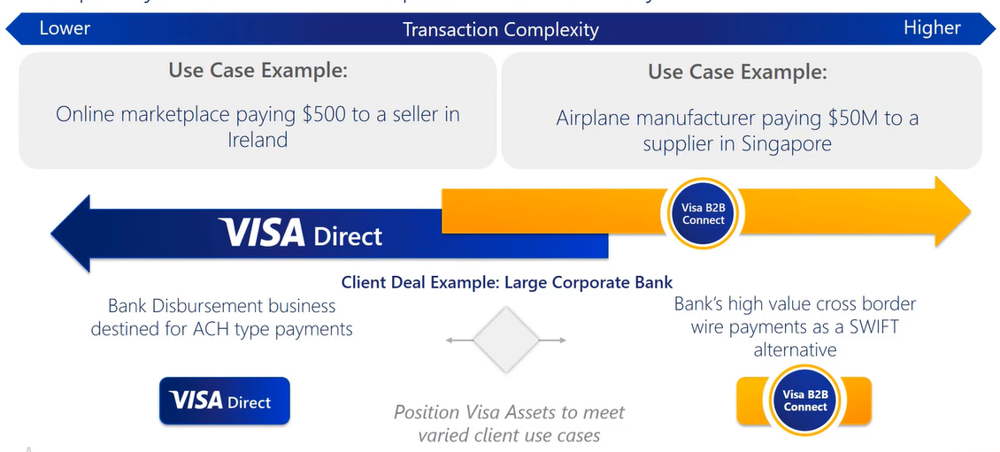 Lower
Transaction Complexity
Higher
Use Case Example:
Online marketplace paying $500 to a seller in
Ireland
Use Case Example:
Airplane manufacturer paying $50M to a
supplier in Singapore
VISA Direct
Visa B2B
Connect
Client Deal Example: Large Corporate Bank
Bank Disbursement business
destined for ACH type payments
Bank's high value cross border
wire payments as a SWIFT
alternative
VISA Direct
Visa B2B
Connect
Position Visa Assets to meet
varied client use cases
8